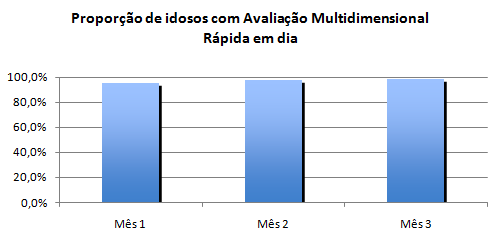 Proporção de idosos com Avaliação Multidimensional
Rápida em dia
100,0%
80,0%
60,0%
40,0%
20,0%
0,0%
Mês 1
Mês 2
Mês 3